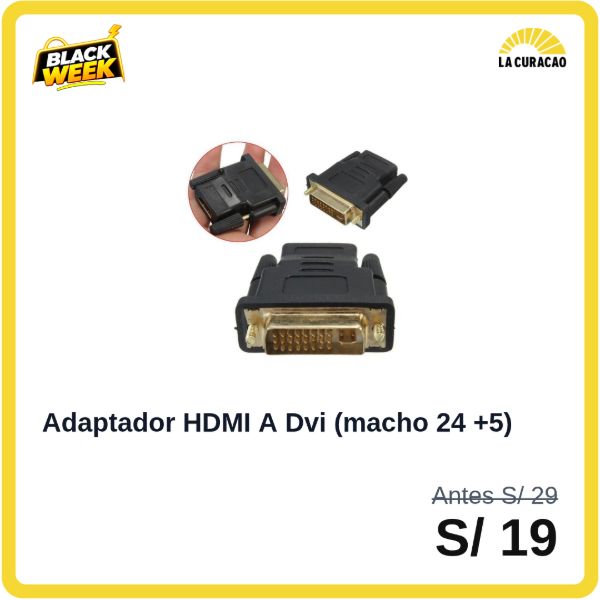 BLACK
WEEK
LA CURACAO
Adaptador HDMI A Dvi (macho 24 +5)
Antes S/ 29
S/ 19